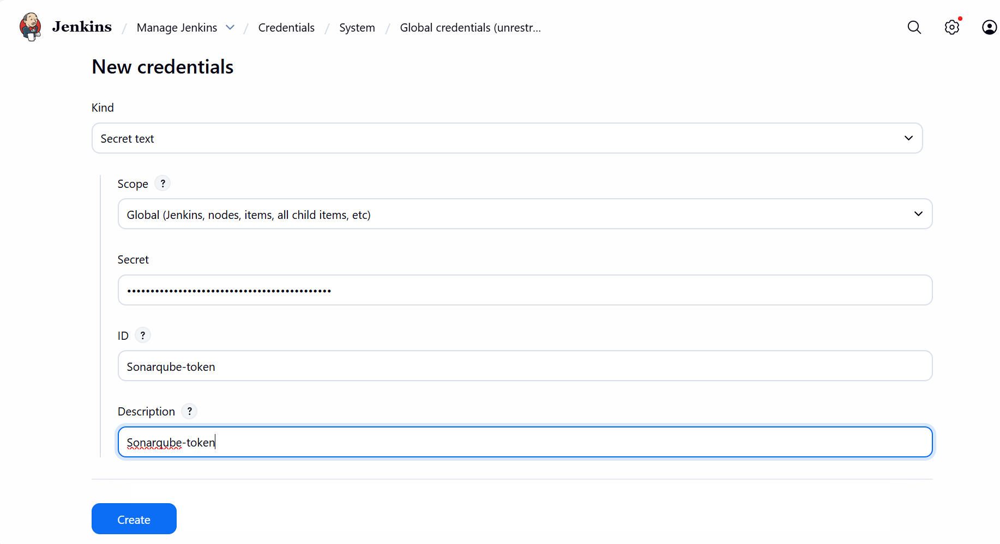 Jenkins / Manage Jenkins / Credentials / System / Global credentials (unrestr...
New credentials
Kind
Secret text
Scope ?
Global (Jenkins, nodes, items, all child items, etc)
Secret
••••••••••••••••••••••••••••••••••••••••••••
ID ?
Sonarqube-token
Description ?
Sonarqube-token
Create